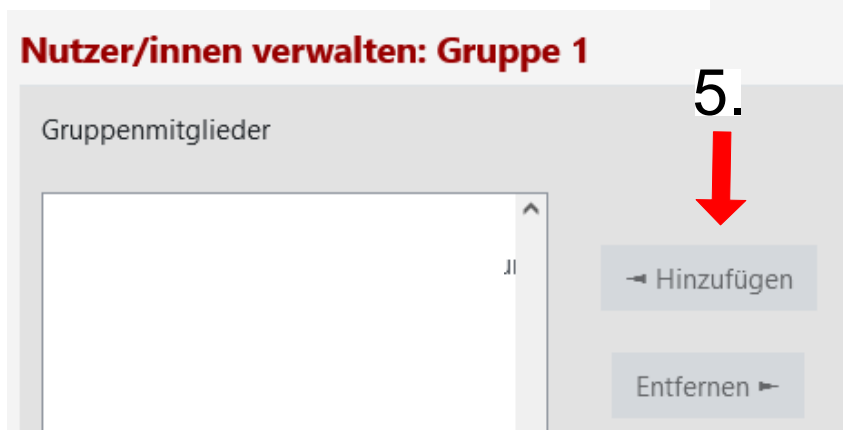 Nutzer/innen verwalten: Gruppe 1
5.
Gruppenmitglieder
Hinzufügen
Entfernen